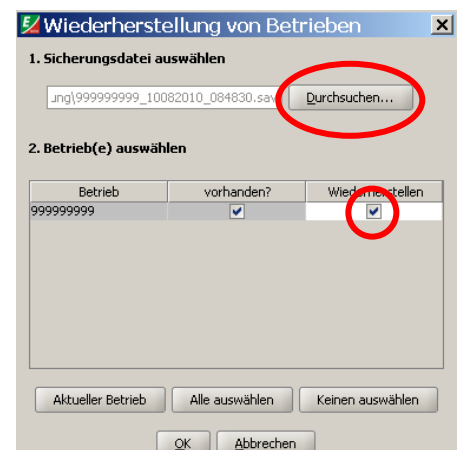 Wiederherstellung von Betrieben
1. Sicherungsdatei auswählen
ung\999999999_10082010_084830.sav Durchsuchen...
2. Betrieb(e) auswählen
Betrieb vorhanden? Wiederherstellen
999999999
Aktueller Betrieb Alle auswählen Keinen auswählen
OK Abbrechen